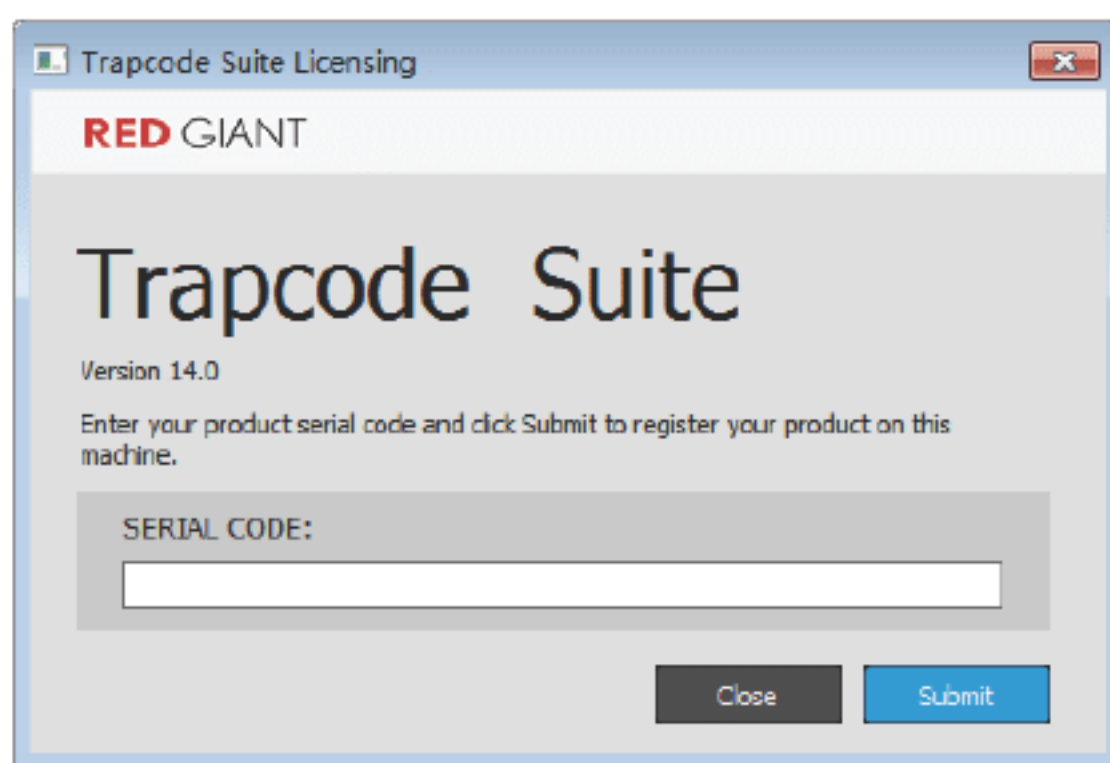 Trapcode Suite Licensing
RED GIANT
Trapcode Suite
Version 14.0
Enter your product serial code and click Submit to register your product on this
machine.
SERIAL CODE:
Close
Submit